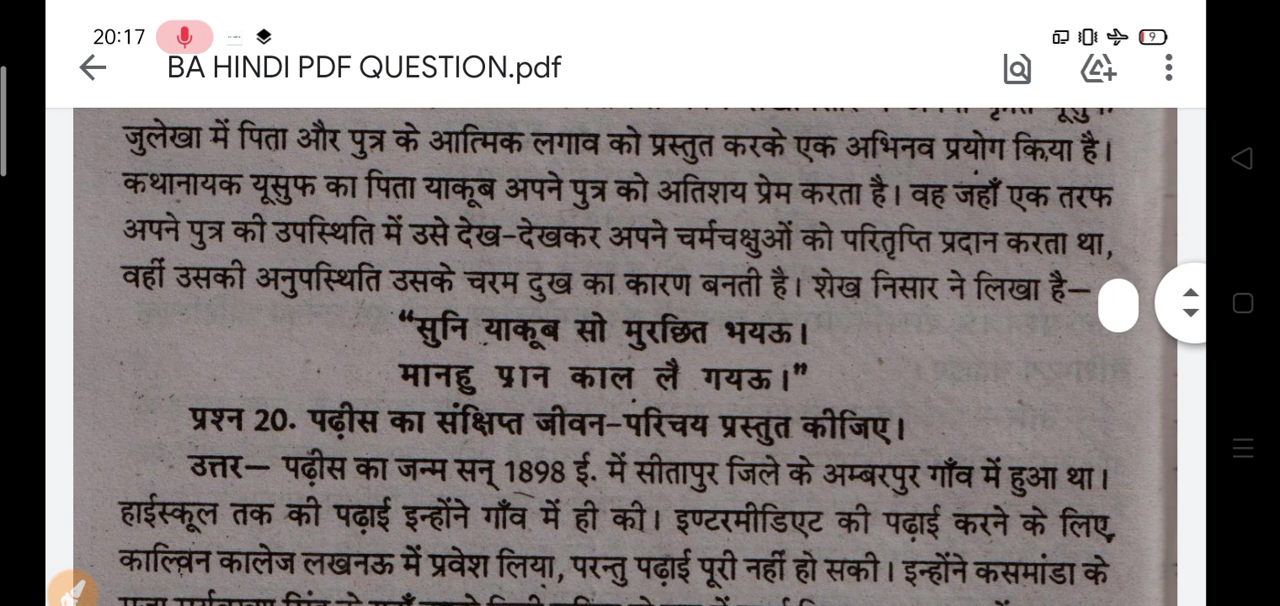 20:17
9
BA HINDI PDF QUESTION.pdf
जुलेखा में पिता और पुत्र के आत्मिक लगाव को प्रस्तुत करके एक अभिनव प्रयोग किया है।
कथानायक यूसुफ का पिता याकूब अपने पुत्र को अतिशय प्रेम करता है। वह जहाँ एक तरफ
अपने पुत्र की उपस्थिति में उसे देख-देखकर अपने चर्मचक्षुओं को परितृप्ति प्रदान करता था,
वहीं उसकी अनुपस्थिति उसके चरम दुख का कारण बनती है। शेख निसार ने लिखा है—
“सुनि याकूब सो मुरछित भयऊ।
मानहु प्रान काल लै गयऊ।”
प्रश्न 20. पढ़ीस का संक्षिप्त जीवन-परिचय प्रस्तुत कीजिए।
उत्तर— पढ़ीस का जन्म सन् 1898 ई. में सीतापुर जिले के अम्बरपुर गाँव में हुआ था।
हाईस्कूल तक की पढ़ाई इन्होंने गाँव में ही की। इण्टरमीडिएट की पढ़ाई करने के लिए
काल्विन कालेज लखनऊ में प्रवेश लिया, परन्तु पढ़ाई पूरी नहीं हो सकी। इन्होंने कसमांडा के